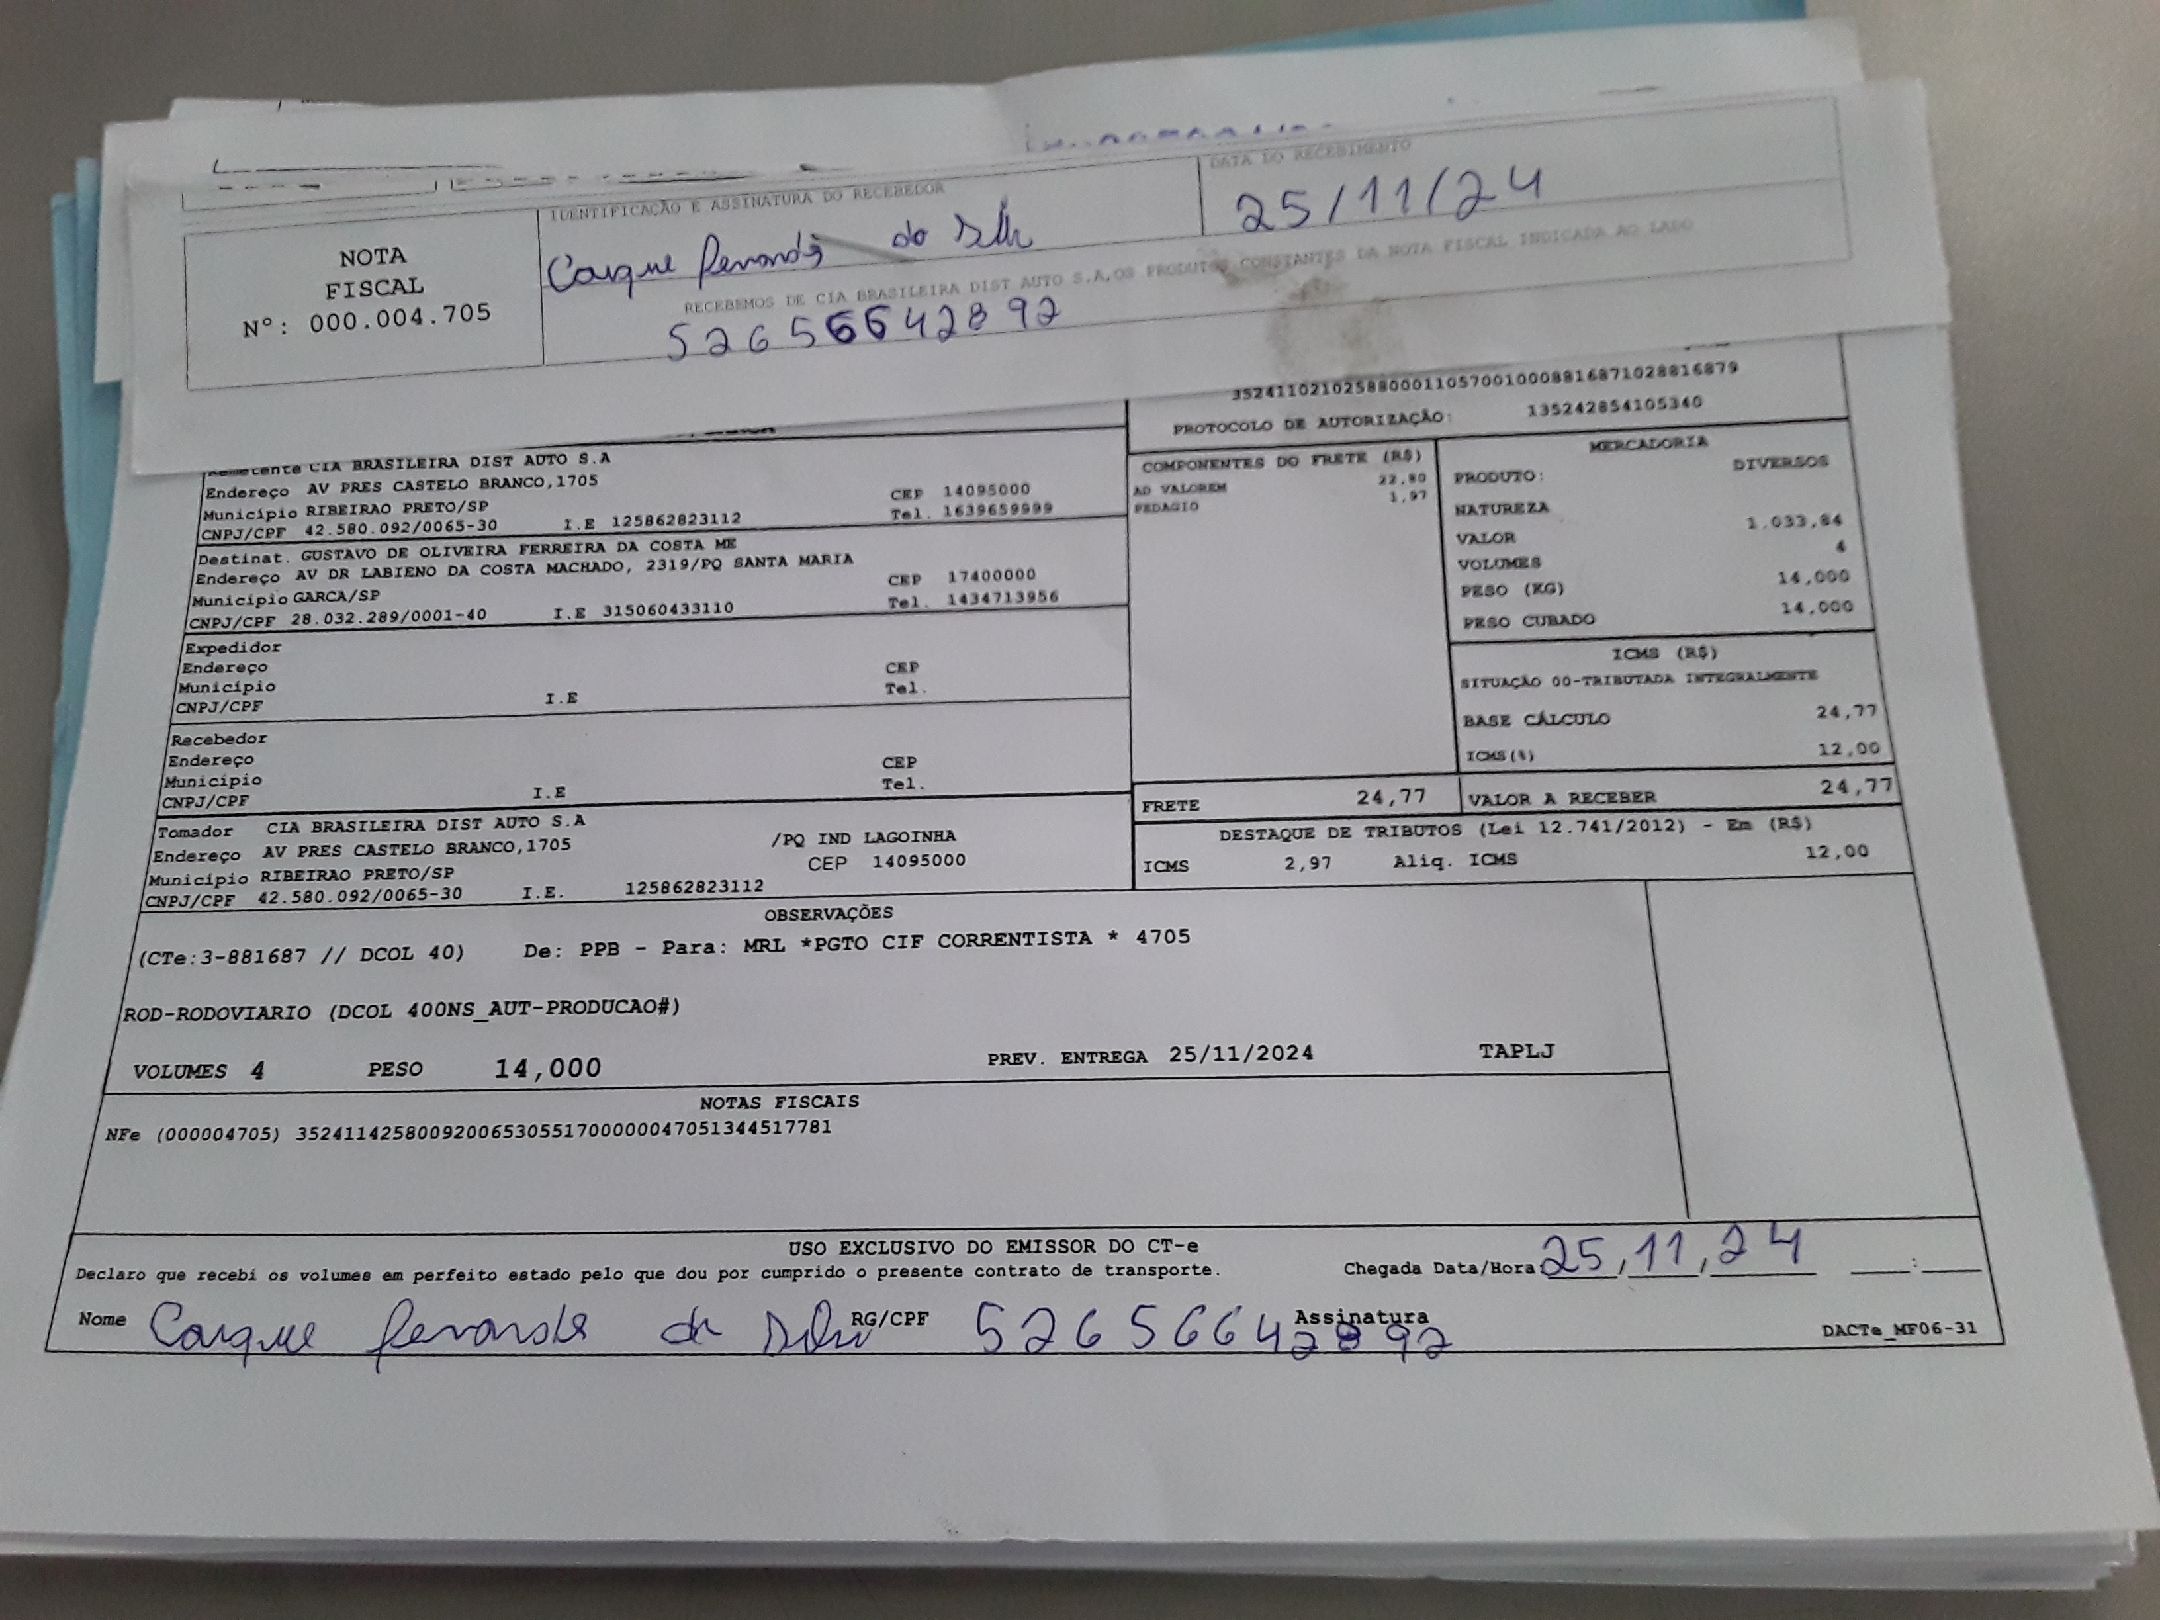 IDENTIFICAÇÃO E ASSINATURA DO RECEBEDOR
DATA DO RECEBIMENTO
25/11/24
NOTA
FISCAL
Nº: 000.004.705
RECEBEMOS DE CIA BRASILEIRA DIST AUTO S.A,OS PRODUTOS CONSTANTES DA NOTA FISCAL INDICADA AO LADO
52656642892
35241102102588000110570010008816871028816879
PROTOCOLO DE AUTORIZAÇÃO: 135242854105340
Remetente CIA BRASILEIRA DIST AUTO S.A
Endereço AV PRES CASTELO BRANCO,1705 CEP 14095000
Município RIBEIRAO PRETO/SP Tel. 1639659999
CNPJ/CPF 42.580.092/0065-30 I.E 125862823112
Destinat. GUSTAVO DE OLIVEIRA FERREIRA DA COSTA ME
Endereço AV DR LABIENO DA COSTA MACHADO, 2319/PQ SANTA MARIA CEP 17400000
Município GARCA/SP Tel. 1434713956
CNPJ/CPF 28.032.289/0001-40 I.E 315060433110
Expedidor
Endereço CEP
Município Tel.
CNPJ/CPF I.E
Recebedor
Endereço CEP
Município Tel.
CNPJ/CPF I.E
Tomador CIA BRASILEIRA DIST AUTO S.A
Endereço AV PRES CASTELO BRANCO,1705 /PQ IND LAGOINHA
Município RIBEIRAO PRETO/SP CEP 14095000
CNPJ/CPF 42.580.092/0065-30 I.E. 125862823112
COMPONENTES DO FRETE (R$)
AD VALOREM 22,80
PEDAGIO 1,97
MERCADORIA
PRODUTO: DIVERSOS
NATUREZA
VALOR 1.033,84
VOLUMES 4
PESO (KG) 14,000
PESO CUBADO 14,000
ICMS (R$)
SITUAÇÃO 00-TRIBUTADA INTEGRALMENTE
BASE CÁLCULO 24,77
ICMS(%) 12,00
FRETE 24,77 VALOR A RECEBER 24,77
DESTAQUE DE TRIBUTOS (Lei 12.741/2012) - Em (R$)
ICMS 2,97 Aliq. ICMS 12,00
OBSERVAÇÕES
(CTe:3-881687 // DCOL 40) De: PPB - Para: MRL *PGTO CIF CORRENTISTA * 4705
ROD-RODOVIARIO (DCOL 400NS_AUT-PRODUCAO#)
VOLUMES 4 PESO 14,000 PREV. ENTREGA 25/11/2024 TAPLJ
NOTAS FISCAIS
NFe (000004705) 35241142580092006530551700000047051344517781
USO EXCLUSIVO DO EMISSOR DO CT-e
Declaro que recebi os volumes em perfeito estado pelo que dou por cumprido o presente contrato de transporte. Chegada Data/Hora: 25,11,24 :
Nome RG/CPF 52656642892 Assinatura
DACTe_MF06-31